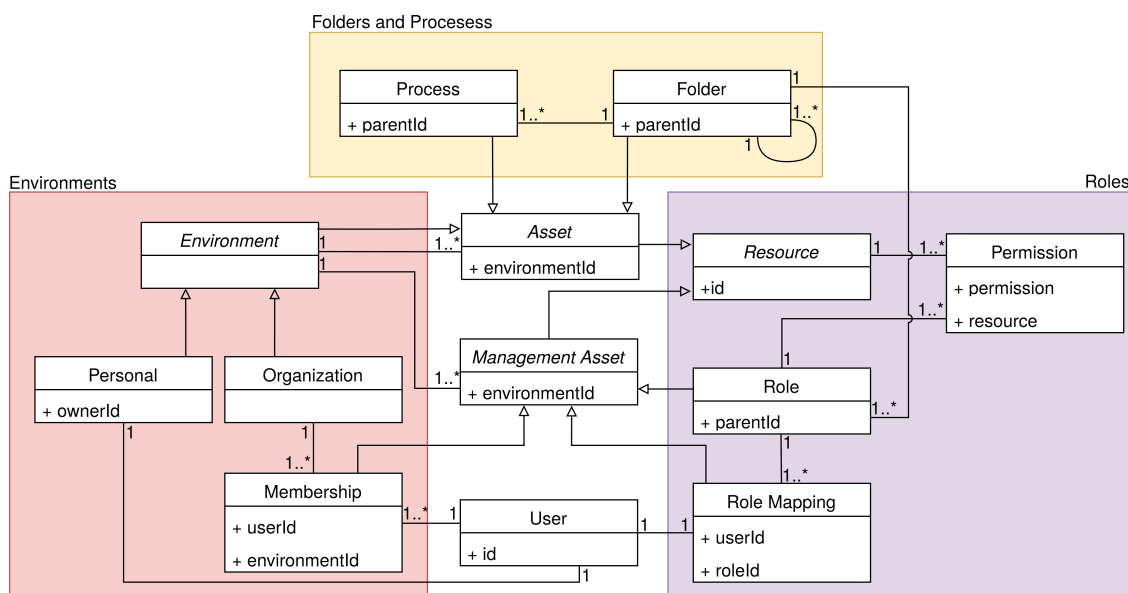 Folders and Procesess
Process
+ parentId
1..*
1
Folder
+ parentId
1
1..*
1
Environments
Environment
1
1
1..*
Asset
+ environmentId
Roles
Resource
+id
1
1..*
Permission
+ permission
+ resource
1..*
Personal
+ ownerId
1
Organization
1
1..*
Management Asset
+ environmentId
1..*
1
Role
+ parentId
1..*
1
1..*
Membership
+ userId
+ environmentId
1..*
1
User
+ id
1
1
1
Role Mapping
+ userId
+ roleId